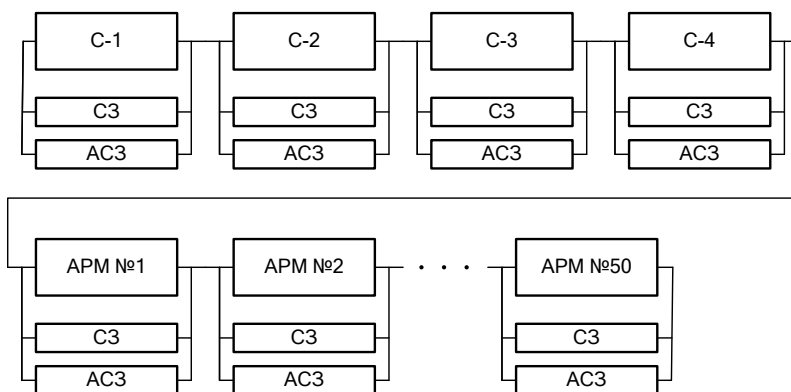 С-1 С-2 С-3 С-4
СЗ СЗ СЗ СЗ
АСЗ АСЗ АСЗ АСЗ
АРМ №1 АРМ №2 . . . АРМ №50
СЗ СЗ СЗ
АСЗ АСЗ АСЗ